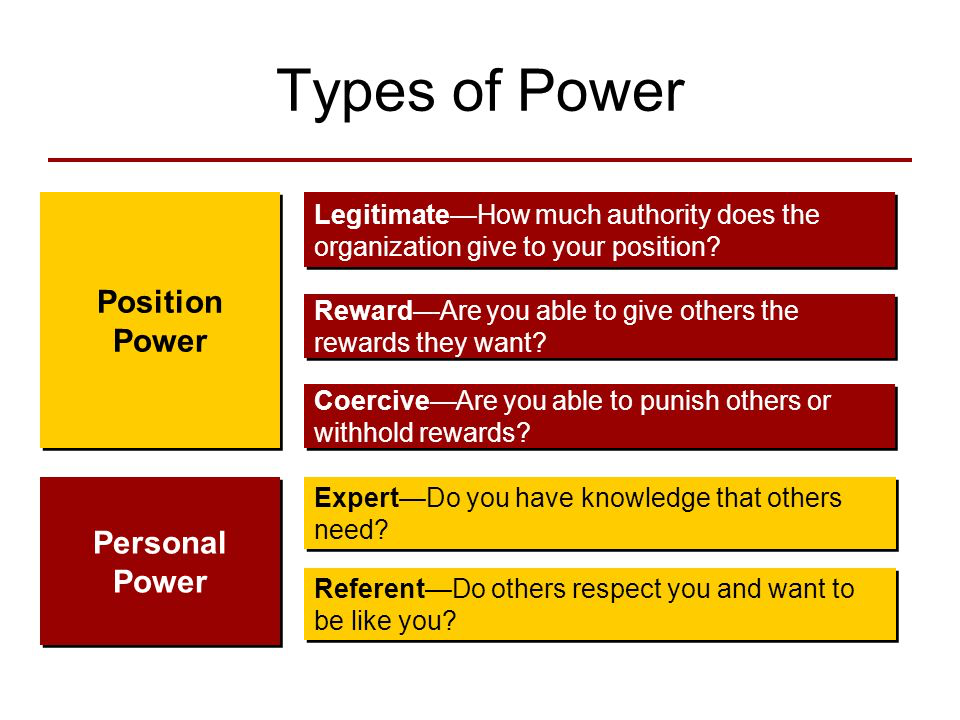 Types of Power
Position
Power
Legitimate—How much authority does the
organization give to your position?
Reward—Are you able to give others the
rewards they want?
Coercive—Are you able to punish others or
withhold rewards?
Personal
Power
Expert—Do you have knowledge that others
need?
Referent—Do others respect you and want to
be like you?